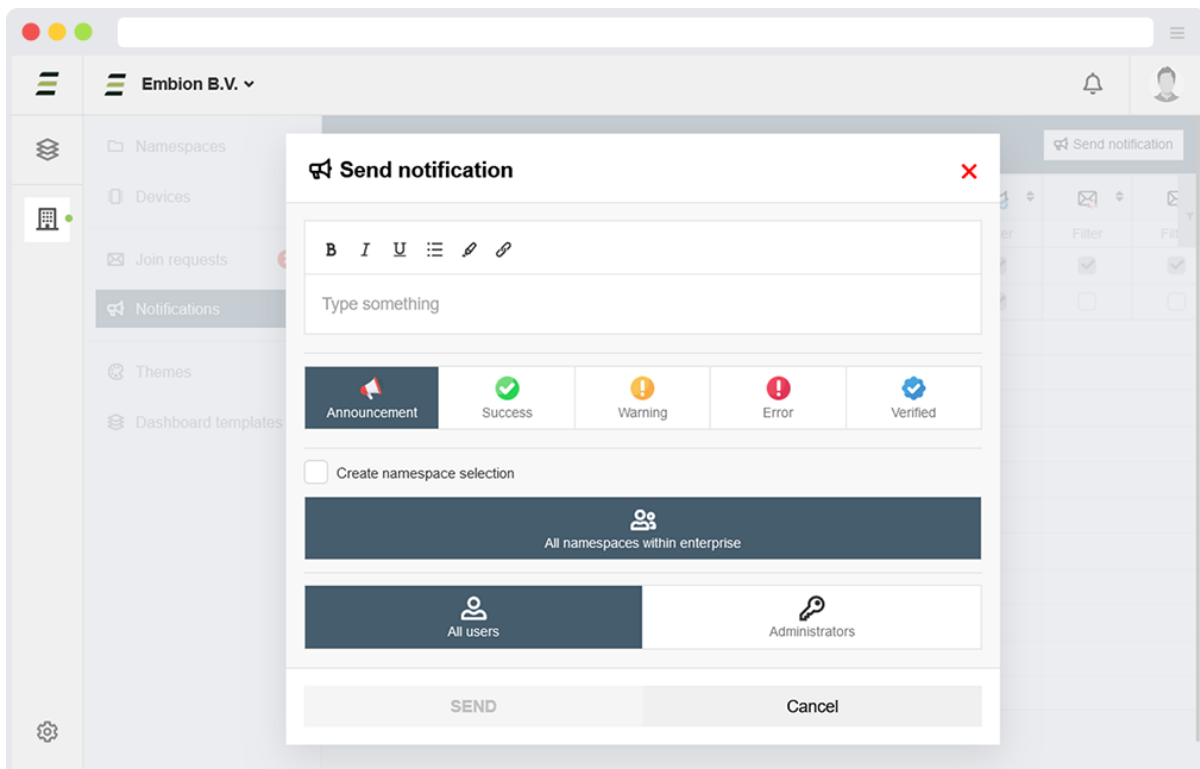 Embion B.V.
Namespaces
Send notification
Send notification
Devices
B I U
Filter
Join requests
Type something
Notifications
Themes
Announcement
Success
Warning
Error
Verified
Dashboard templates
Create namespace selection
All namespaces within enterprise
All users
Administrators
SEND
Cancel